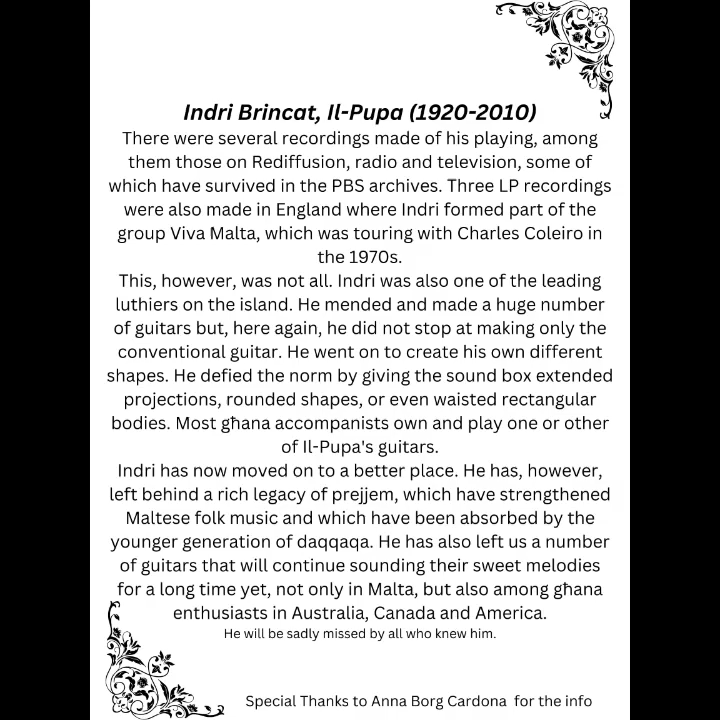 Indri Brincat, Il-Pupa (1920-2010)
There were several recordings made of his playing, among
them those on Rediffusion, radio and television, some of
which have survived in the PBS archives. Three LP recordings
were also made in England where Indri formed part of the
group Viva Malta, which was touring with Charles Coleiro in
the 1970s.
This, however, was not all. Indri was also one of the leading
luthiers on the island. He mended and made a huge number
of guitars but, here again, he did not stop at making only the
conventional guitar. He went on to create his own different
shapes. He defied the norm by giving the sound box extended
projections, rounded shapes, or even waisted rectangular
bodies. Most għana accompanists own and play one or other
of Il-Pupa's guitars.
Indri has now moved on to a better place. He has, however,
left behind a rich legacy of prejjem, which have strengthened
Maltese folk music and which have been absorbed by the
younger generation of daqqaqa. He has also left us a number
of guitars that will continue sounding their sweet melodies
for a long time yet, not only in Malta, but also among għana
enthusiasts in Australia, Canada and America.
He will be sadly missed by all who knew him.
Special Thanks to Anna Borg Cardona for the info